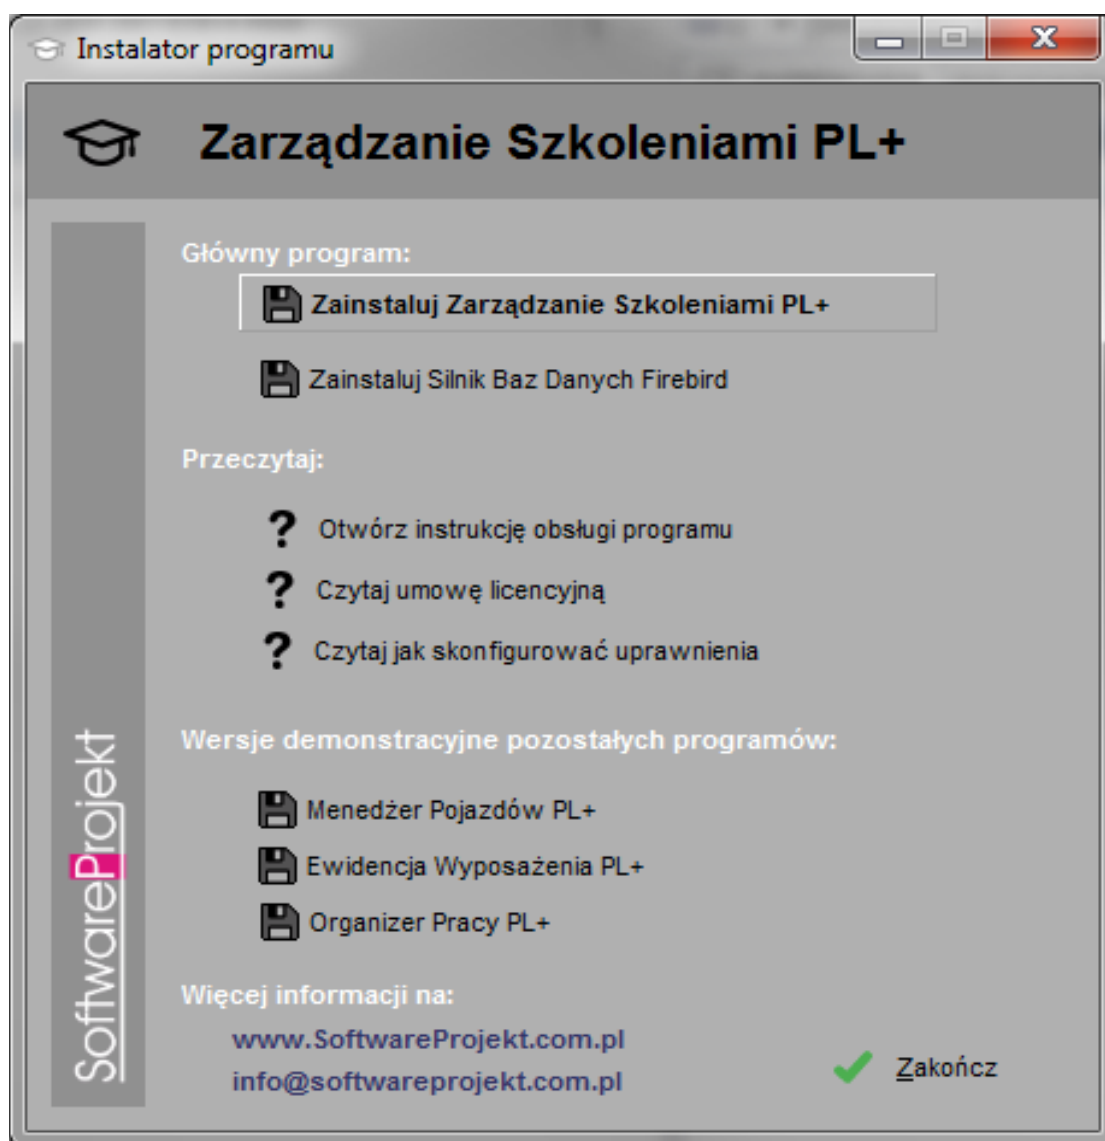 Instalator programu
Zarządzanie Szkoleniami PL+
Główny program:
Zainstaluj Zarządzanie Szkoleniami PL+
Zainstaluj Silnik Baz Danych Firebird
Przeczytaj:
? Otwórz instrukcję obsługi programu
? Czytaj umowę licencyjną
? Czytaj jak skonfigurować uprawnienia
Wersje demonstracyjne pozostałych programów:
Menedżer Pojazdów PL+
Ewidencja Wyposażenia PL+
Organizer Pracy PL+
Więcej informacji na:
www.SoftwareProjekt.com.pl
info@softwareprojekt.com.pl
Zakończ
SoftwareProjekt